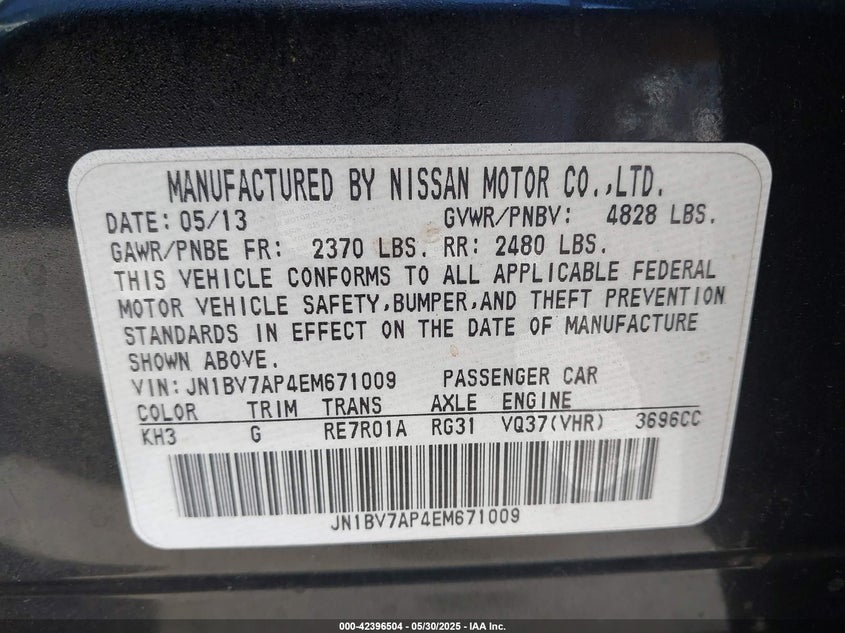 MANUFACTURED BY NISSAN MOTOR CO.,LTD.
DATE: 05/13 GVWR/PNBV: 4828 LBS.
GAWR/PNBE FR: 2370 LBS. RR: 2480 LBS.
THIS VEHICLE CONFORMS TO ALL APPLICABLE FEDERAL
MOTOR VEHICLE SAFETY,BUMPER,AND THEFT PREVENTION
STANDARDS IN EFFECT ON THE DATE OF MANUFACTURE
SHOWN ABOVE.
VIN:JN1BV7AP4EM671009 PASSENGER CAR
COLOR TRIM TRANS AXLE ENGINE
KH3 G RE7R01A RG31 VQ37(VHR) 3696CC
JN1BV7AP4EM671009
000-42396504 - 05/30/2025 - IAA Inc.